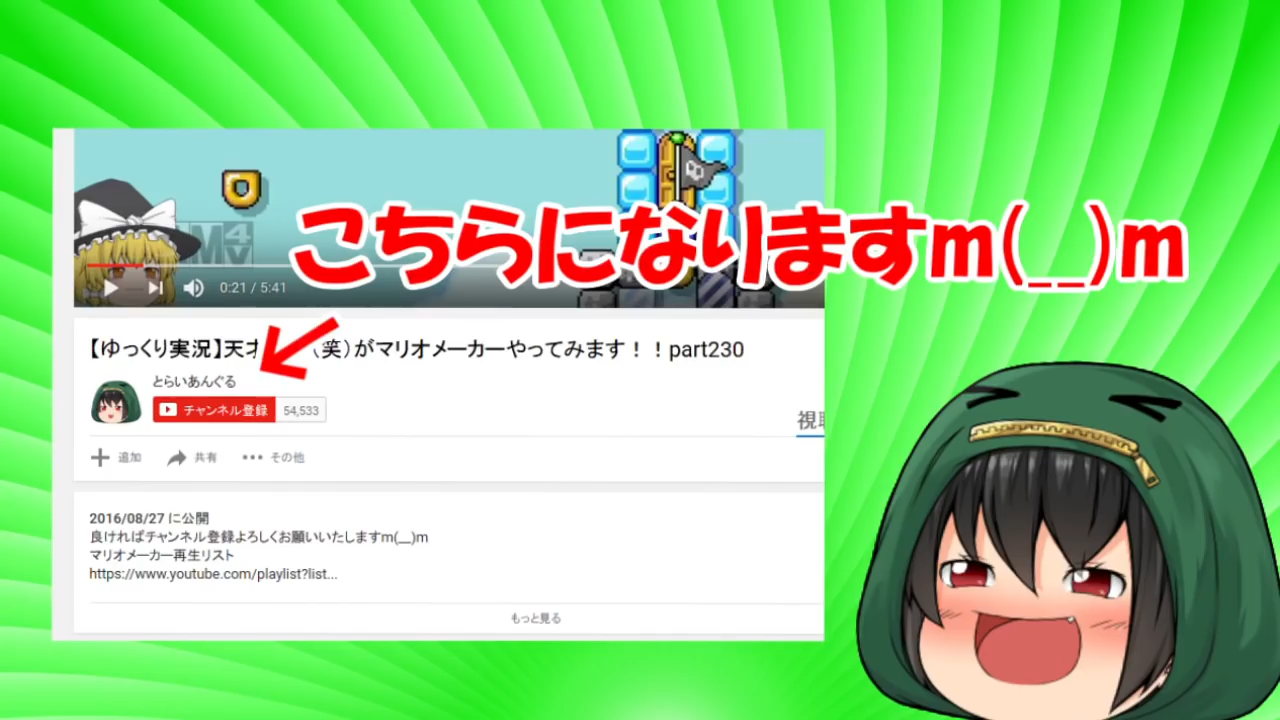 こちらになりますm(__)m
0:21 / 5:41
【ゆっくり実況】天才 (笑)がマリオメーカーやってみます!!part230
とらいあんぐる
チャンネル登録 54,533
視聴
追加 共有 その他
2016/08/27 に公開
良ければチャンネル登録よろしくお願いいたしますm(__)m
マリオメーカー再生リスト
https://www.youtube.com/playlist?list...
もっと見る